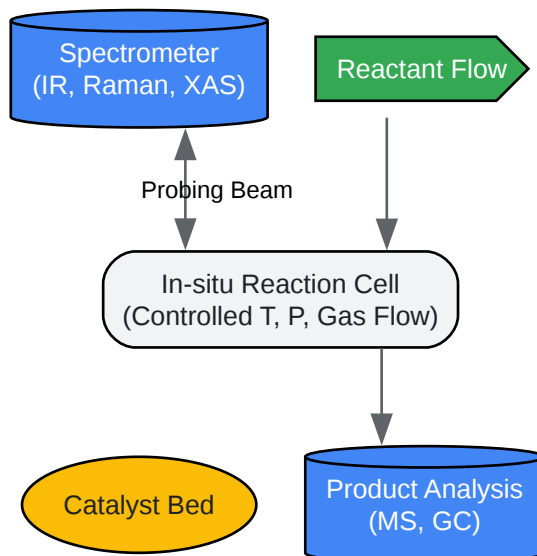 Spectrometer
(IR, Raman, XAS)
Reactant Flow
Probing Beam
In-situ Reaction Cell
(Controlled T, P, Gas Flow)
Catalyst Bed
Product Analysis
(MS, GC)